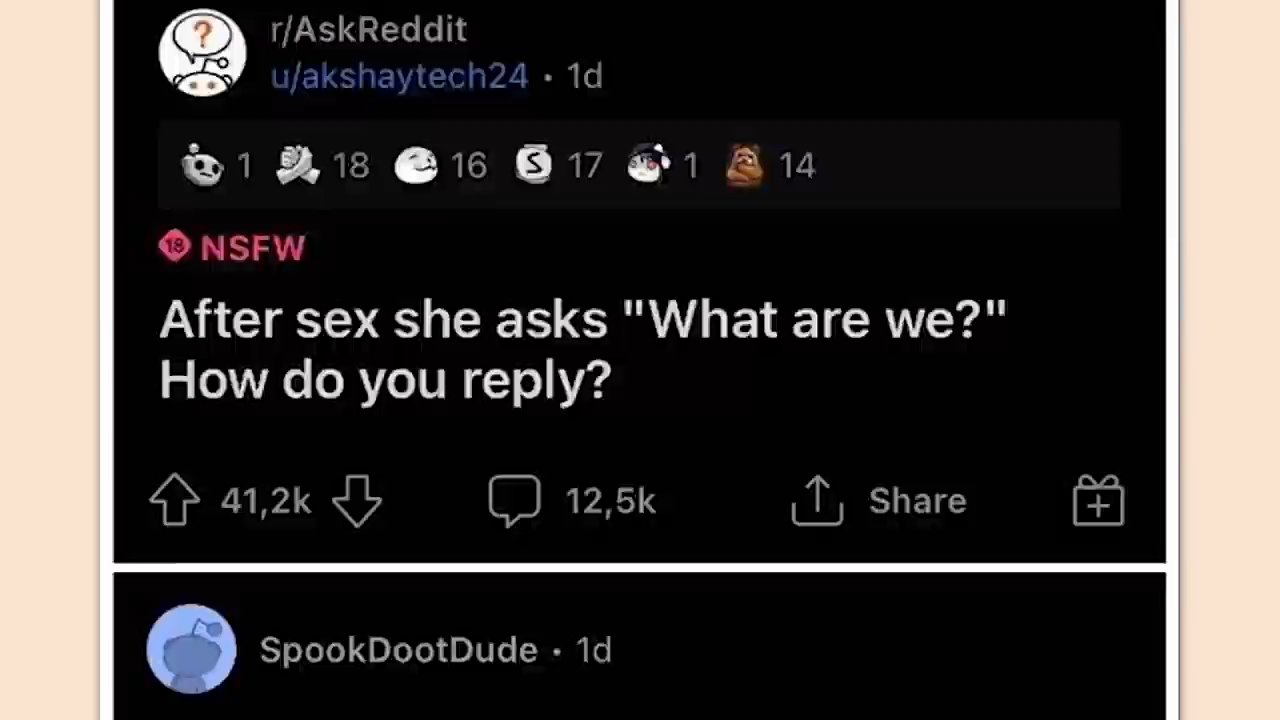 r/AskReddit
u/akshaytech24 • 1d
1 18 16 S 17 1 14
18 NSFW
After sex she asks "What are we?"
How do you reply?
41,2k 12,5k Share
SpookDootDude • 1d